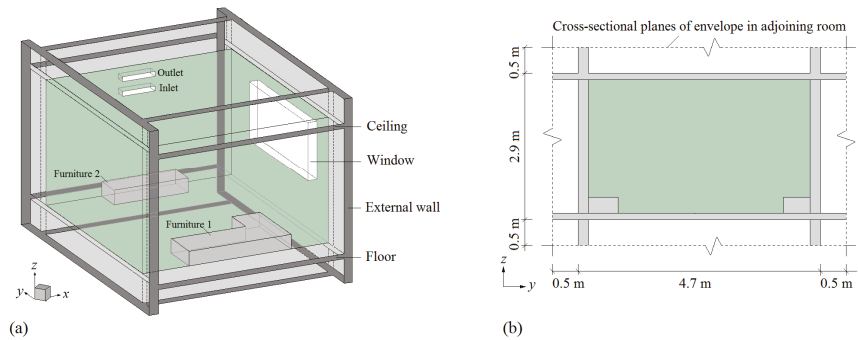 Outlet
Inlet
Ceiling
Window
Furniture 2
External wall
Furniture 1
Floor
z
y
x
(a)
Cross-sectional planes of envelope in adjoining room
0.5 m
2.9 m
0.5 m
z
y
0.5 m
4.7 m
0.5 m
(b)